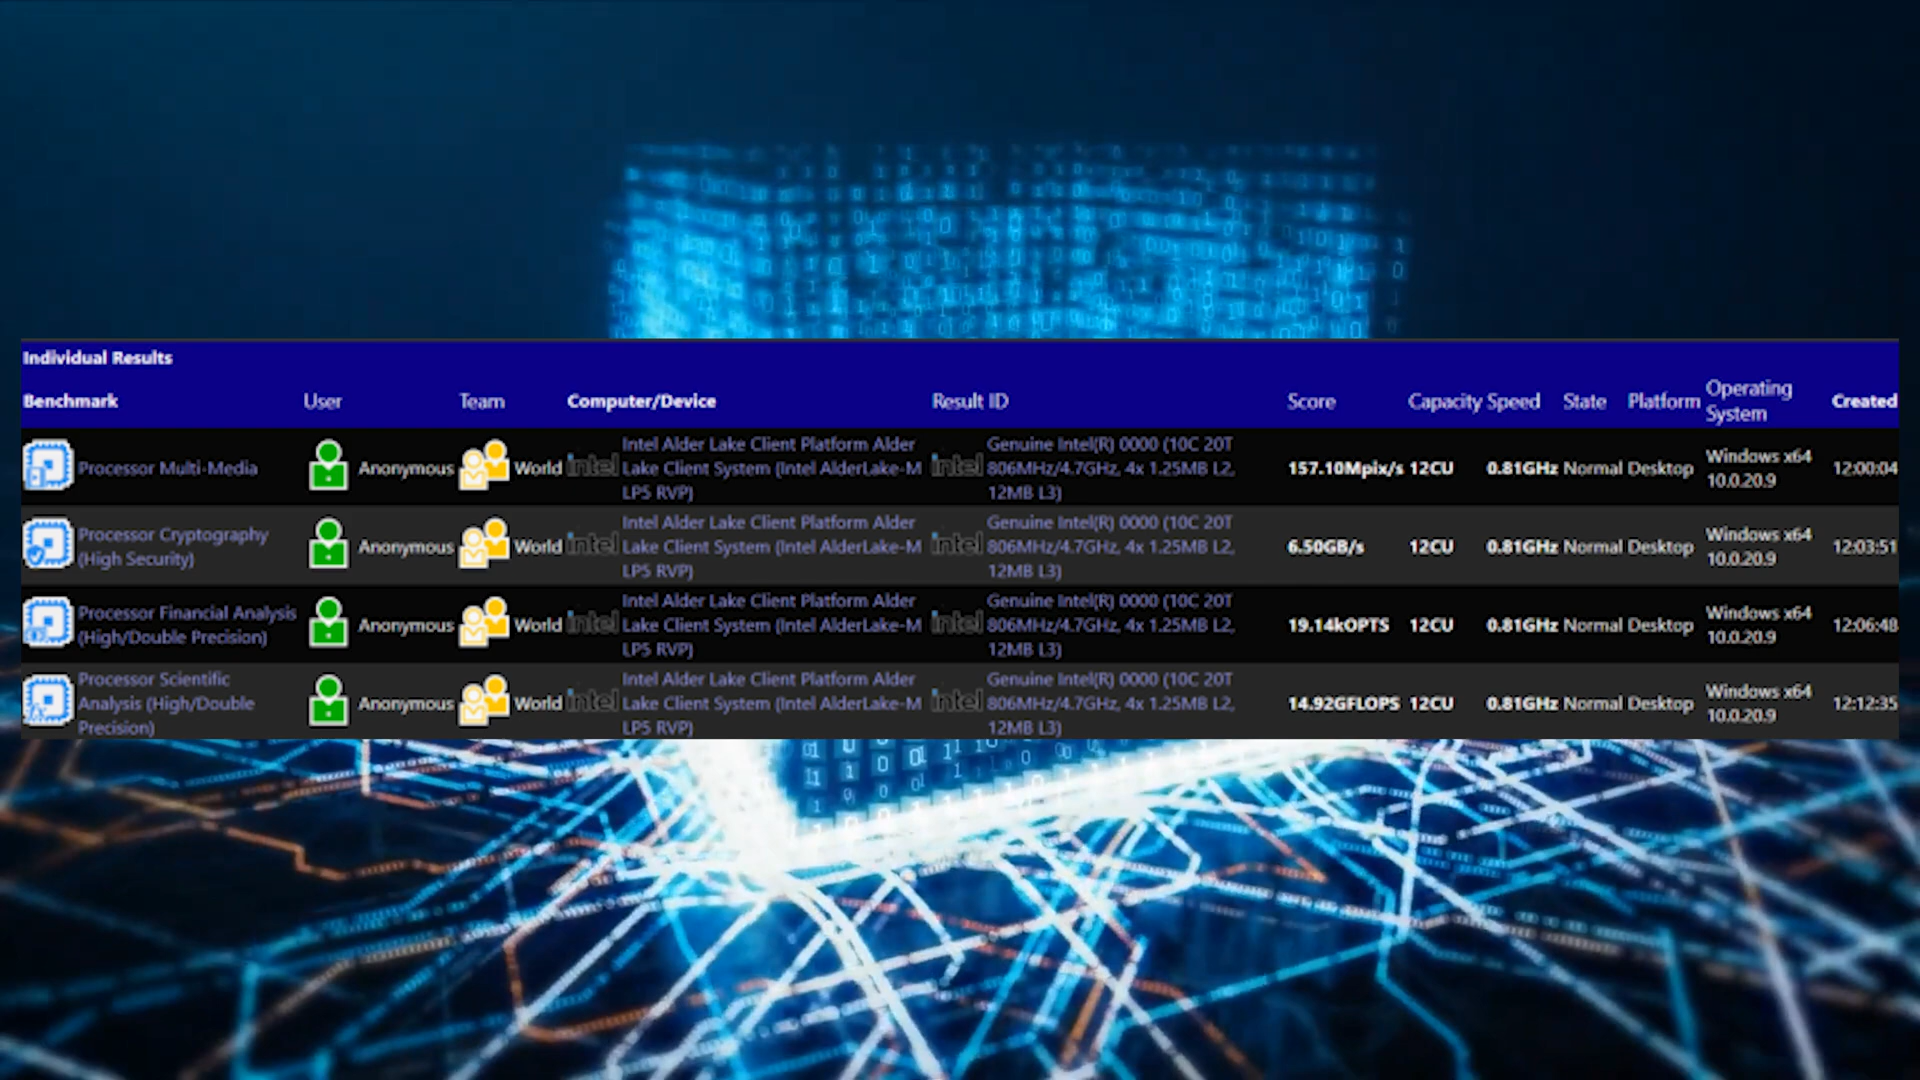 Individual Results
Benchmark User Team Computer/Device Result ID Score Capacity Speed State Platform Operating System Created
Processor Multi-Media Anonymous World intel Intel Alder Lake Client Platform Alder Lake Client System (Intel AlderLake-M LP5 RVP) intel Genuine Intel(R) 0000 (10C 20T 806MHz/4.7GHz, 4x 1.25MB L2, 12MB L3) 157.10Mpix/s 12CU 0.81GHz Normal Desktop Windows x64 10.0.20.9 12:00:04
Processor Cryptography (High Security) Anonymous World intel Intel Alder Lake Client Platform Alder Lake Client System (Intel AlderLake-M LP5 RVP) intel Genuine Intel(R) 0000 (10C 20T 806MHz/4.7GHz, 4x 1.25MB L2, 12MB L3) 6.50GB/s 12CU 0.81GHz Normal Desktop Windows x64 10.0.20.9 12:03:51
Processor Financial Analysis (High/Double Precision) Anonymous World intel Intel Alder Lake Client Platform Alder Lake Client System (Intel AlderLake-M LP5 RVP) intel Genuine Intel(R) 0000 (10C 20T 806MHz/4.7GHz, 4x 1.25MB L2, 12MB L3) 19.14kOPTS 12CU 0.81GHz Normal Desktop Windows x64 10.0.20.9 12:06:48
Processor Scientific Analysis (High/Double Precision) Anonymous World intel Intel Alder Lake Client Platform Alder Lake Client System (Intel AlderLake-M LP5 RVP) intel Genuine Intel(R) 0000 (10C 20T 806MHz/4.7GHz, 4x 1.25MB L2, 12MB L3) 14.92GFLOPS 12CU 0.81GHz Normal Desktop Windows x64 10.0.20.9 12:12:35